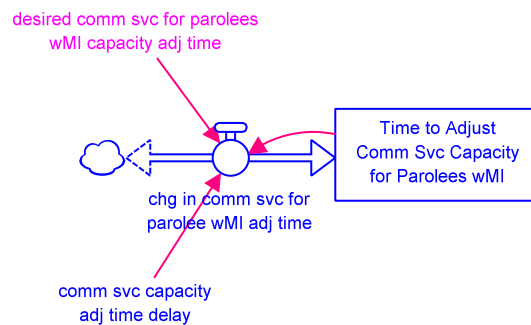 desired comm svc for parolees
wMI capacity adj time
Time to Adjust
Comm Svc Capacity
for Parolees wMI
chg in comm svc for
parolee wMI adj time
comm svc capacity
adj time delay